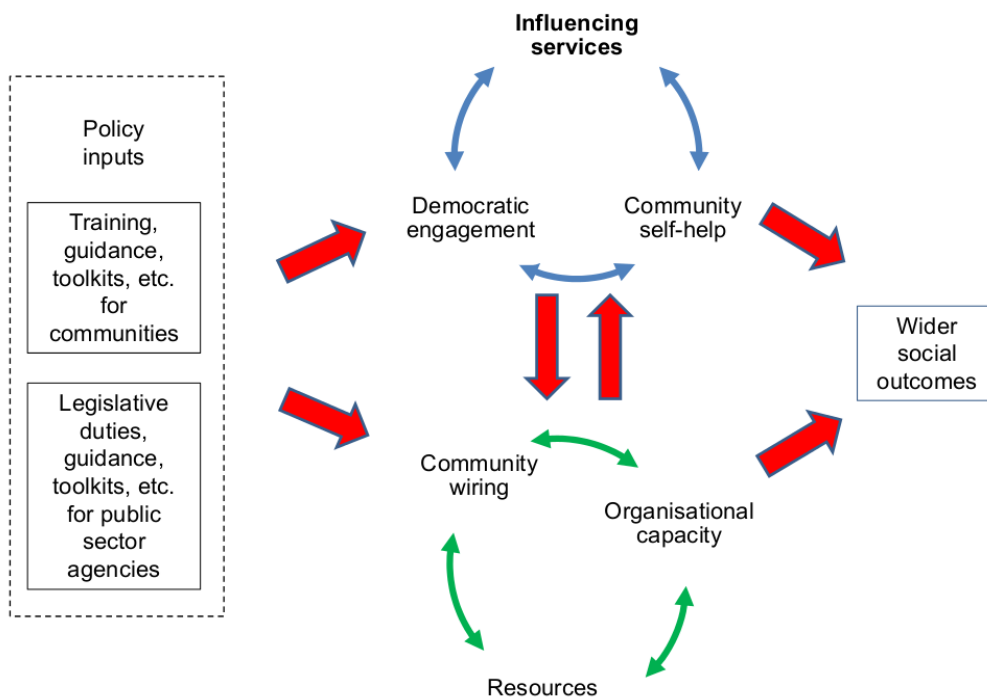 Influencing
services
Policy
inputs
Training,
guidance,
toolkits, etc.
for
communities
Legislative
duties,
guidance,
toolkits, etc.
for public
sector
agencies
Democratic
engagement
Community
self-help
Community
wiring
Organisational
capacity
Resources
Wider
social
outcomes